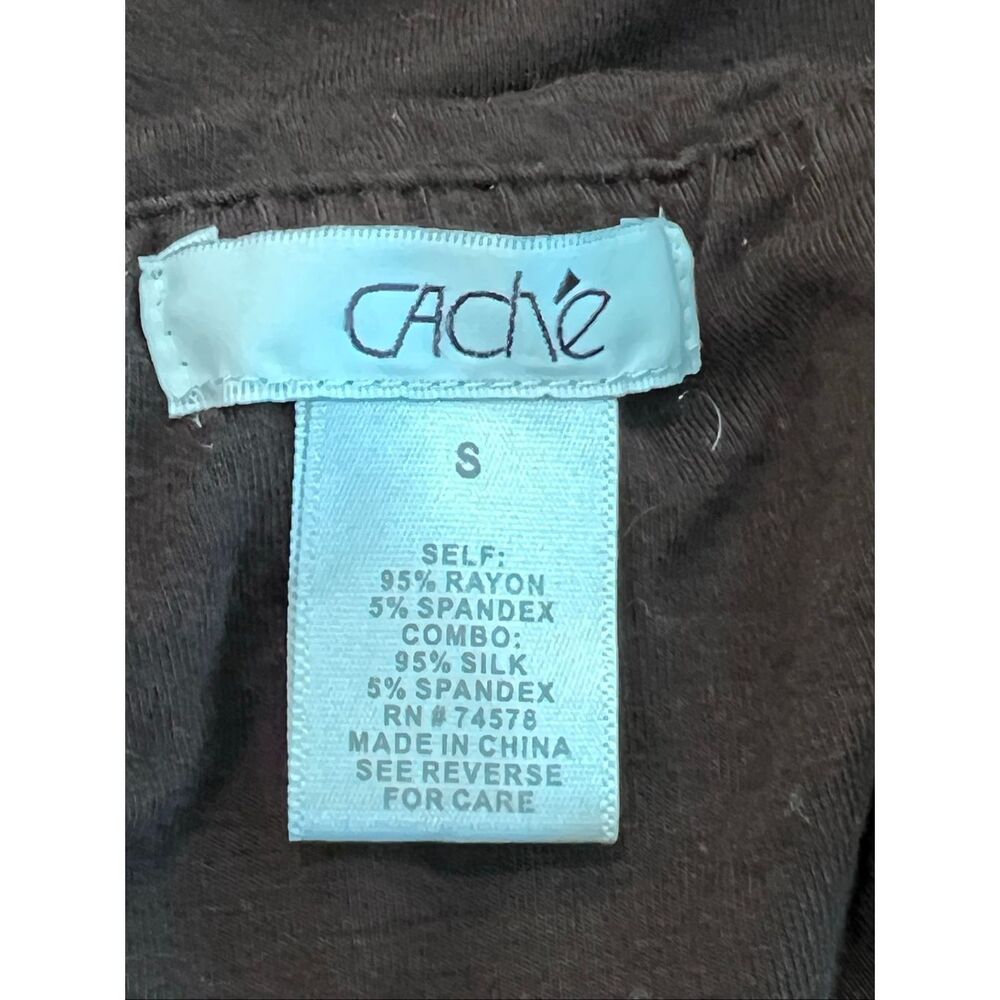 CAché
S
SELF:
95% RAYON
5% SPANDEX
COMBO:
95% SILK
5% SPANDEX
RN # 74578
MADE IN CHINA
SEE REVERSE
FOR CARE